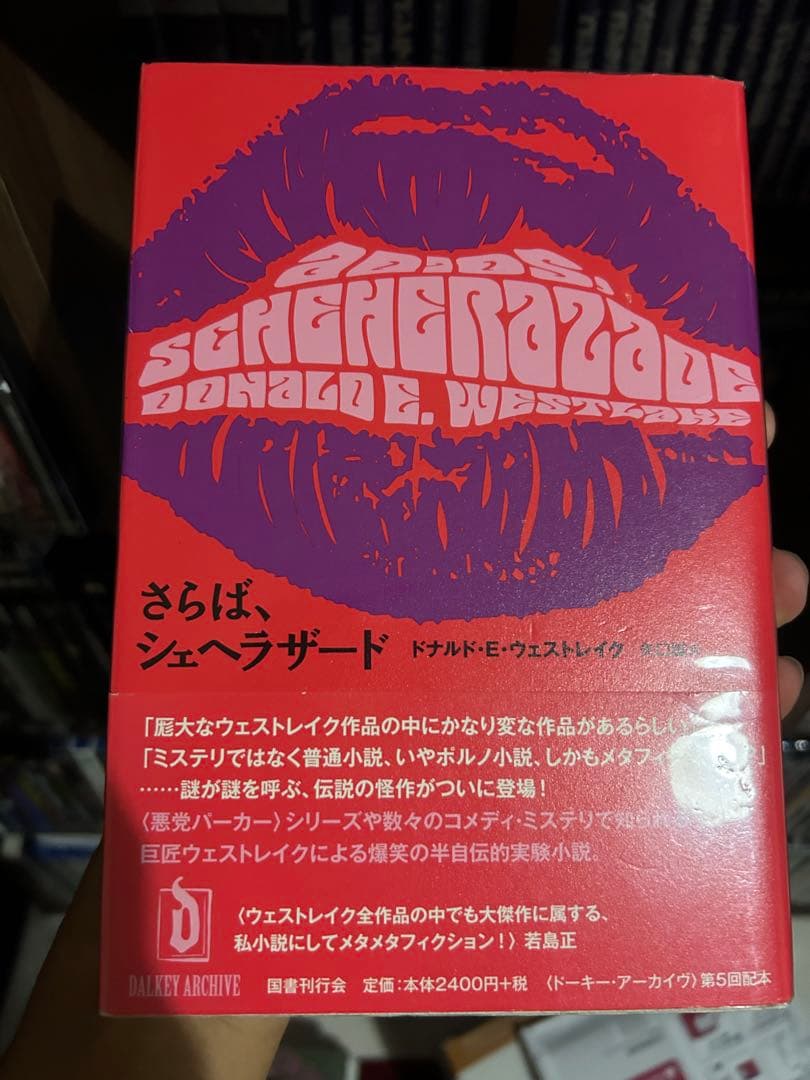 ADIOS,
SCHEHERAZADE
DONALD E. WESTLAKE
さらば、
シェヘラザード
ドナルド・E・ウェストレイク
「厖大なウェストレイク作品の中にかなり変な作品があるらしい
「ミステリではなく普通小説、いやポルノ小説、しかもメタフィ
……謎が謎を呼ぶ、伝説の怪作がついに登場！
〈悪党パーカー〉シリーズや数々のコメディ・ミステリで知られ
巨匠ウェストレイクによる爆笑の半自伝的実験小説。
〈ウェストレイク全作品の中でも大傑作に属する、
私小説にしてメタメタフィクション！〉若島正
d
DALKEY ARCHIVE
国書刊行会 定価：本体2400円+税 〈ドーキー・アーカイヴ〉第5回配本